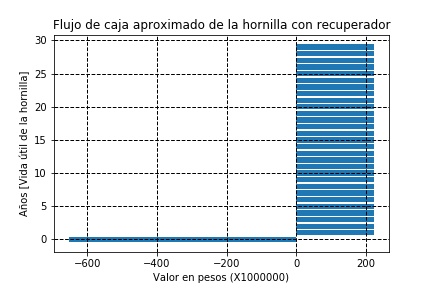 Flujo de caja aproximado de la hornilla con recuperador
Años [Vida útil de la hornilla]
30
25
20
15
10
5
0
−600 −400 −200 0 200
Valor en pesos (X1000000)